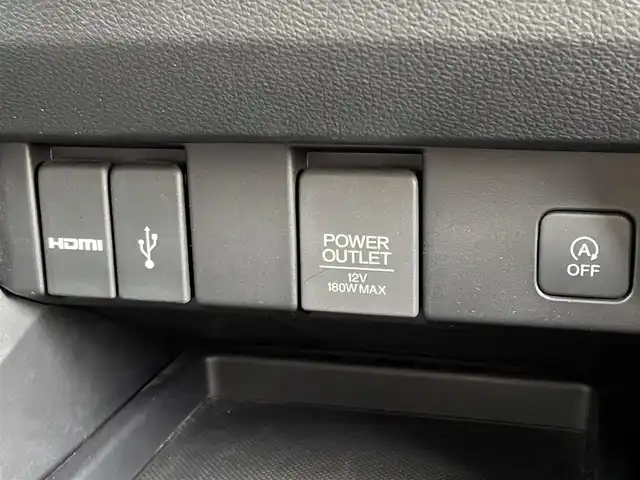 HDMI
POWER
OUTLET
12V
180W MAX
A
OFF